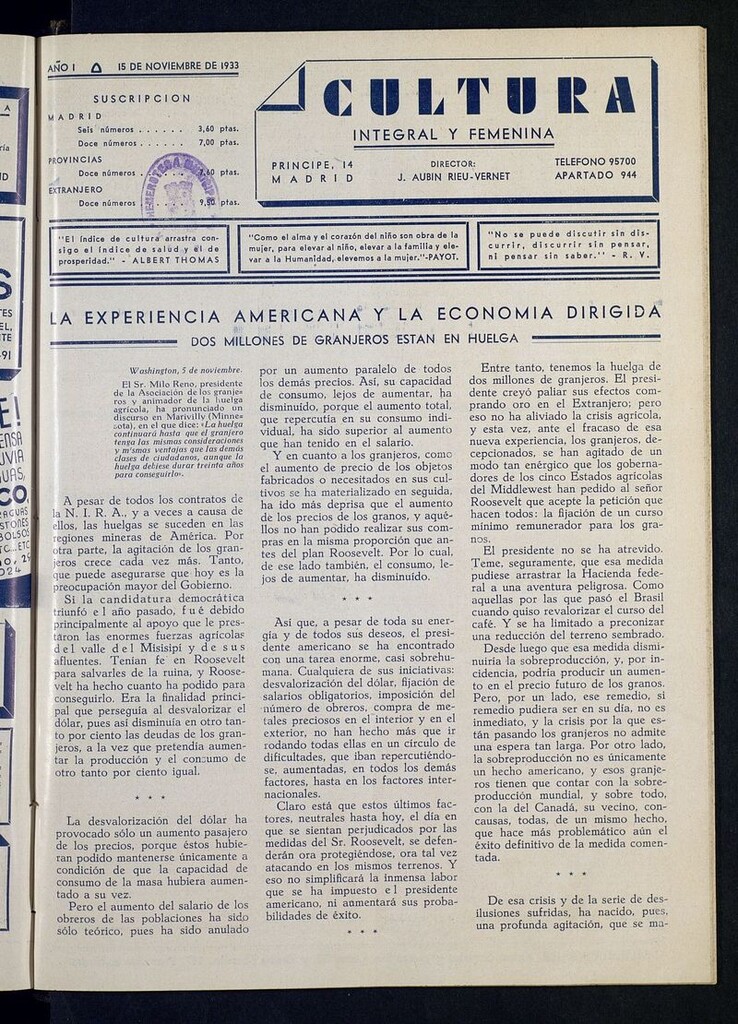 AÑO I
15 DE NOVIEMBRE DE 1933
SUSCRIPCION
MADRID
Seis números . . . . . . 3,60 ptas.
Doce números . . . . . . 7,00 ptas.
PROVINCIAS
Doce números 7,60 ptas.
EXTRANJERO
Doce números 9,50 ptas.
CULTURA
INTEGRAL Y FEMENINA
PRINCIPE, 14
MADRID
DIRECTOR:
J. AUBIN RIEU-VERNET
TELEFONO 95700
APARTADO 944
"El índice de cultura arrastra con-
sigo el índice de salud y el de
prosperidad." - ALBERT THOMAS
"Como el alma y el corazón del niño son obra de la
mujer, para elevar al niño, elevar a la familia y ele-
var a la Humanidad, elevemos a la mujer."-PAYOT.
"No se puede discutir sin dis-
currir, discurrir sin pensar,
ni pensar sin saber." - R. V.
LA EXPERIENCIA AMERICANA Y LA ECONOMIA DIRIGIDA
DOS MILLONES DE GRANJEROS ESTAN EN HUELGA
Washington, 5 de noviembre.
El Sr. Milo Reno, presidente
de la Asociación de los granje-
ros y animador de la huelga
agrícola, ha pronunciado un
discurso en Marivilly (Minne-
sota), en el que dice: «La huelga
continuará hasta que el granjero
tenga las mismas consideraciones
y m'smas ventajas que las demás
clases de ciudadanos, aunque la
huelga debiese durar treinta años
para conseguirlo».
A pesar de todos los contratos de
la N. I. R. A., y a veces a causa de
ellos, las huelgas se suceden en las
regiones mineras de América. Por
otra parte, la agitación de los gran-
jeros crece cada vez más. Tanto,
que puede asegurarse que hoy es la
preocupación mayor del Gobierno.
Si la candidatura democrática
triunfó el año pasado, fué debido
principalmente al apoyo que le pres-
taron las enormes fuerzas agrícolas
del valle del Misisipí y de sus
afluentes. Tenían fe en Roosevelt
para salvarles de la ruina, y Roose-
velt ha hecho cuanto ha podido para
conseguirlo. Era la finalidad princi-
pal que perseguía al desvalorizar el
dólar, pues así disminuía en otro tan-
to por ciento las deudas de los gran-
jeros, a la vez que pretendía aumen-
tar la producción y el consumo de
otro tanto por ciento igual.
* * *
La desvalorización del dólar ha
provocado sólo un aumento pasajero
de los precios, porque éstos hubie-
ran podido mantenerse únicamente a
condición de que la capacidad de
consumo de la masa hubiera aumen-
tado a su vez.
Pero el aumento del salario de los
obreros de las poblaciones ha sido
sólo teórico, pues ha sido anulado
por un aumento paralelo de todos
los demás precios. Así, su capacidad
de consumo, lejos de aumentar, ha
disminuído, porque el aumento total,
que repercutía en su consumo indi-
vidual, ha sido superior al aumento
que han tenido en el salario.
Y en cuanto a los granjeros, como
el aumento de precio de los objetos
fabricados o necesitados en sus cul-
tivos se ha materializado en seguida,
ha ido más deprisa que el aumento
de los precios de los granos, y aqué-
llos no han podido realizar sus com-
pras en la misma proporción que an-
tes del plan Roosevelt. Por lo cual,
de ese lado también, el consumo, le-
jos de aumentar, ha disminuído.
* * *
Así que, a pesar de toda su ener-
gía y de todos sus deseos, el presi-
dente americano se ha encontrado
con una tarea enorme, casi sobrehu-
mana. Cualquiera de sus iniciativas:
desvalorización del dólar, fijación de
salarios obligatorios, imposición del
número de obreros, compra de me-
tales preciosos en el interior y en el
exterior, no han hecho más que ir
rodando todas ellas en un círculo de
dificultades, que iban repercutiéndo-
se, aumentadas, en todos los demás
factores, hasta en los factores inter-
nacionales.
Claro está que estos últimos fac-
tores, neutrales hasta hoy, el día en
que se sientan perjudicados por las
medidas del Sr. Roosevelt, se defen-
derán ora protegiéndose, ora tal vez
atacando en los mismos terrenos. Y
eso no simplificará la inmensa labor
que se ha impuesto el presidente
americano, ni aumentará sus proba-
bilidades de éxito.
* * *
Entre tanto, tenemos la huelga de
dos millones de granjeros. El presi-
dente creyó paliar sus efectos com-
prando oro en el Extranjero; pero
eso no ha aliviado la crisis agrícola,
y esta vez, ante el fracaso de esa
nueva experiencia, los granjeros, de-
cepcionados, se han agitado de un
modo tan enérgico que los goberna-
dores de los cinco Estados agrícolas
del Middlewest han pedido al señor
Roosevelt que acepte la petición que
hacen todos: la fijación de un curso
mínimo remunerador para los gra-
nos.
El presidente no se ha atrevido.
Teme, seguramente, que esa medida
pudiese arrastrar la Hacienda fede-
ral a una aventura peligrosa. Como
aquellas por las que pasó el Brasil
cuando quiso revalorizar el curso del
café. Y se ha limitado a preconizar
una reducción del terreno sembrado.
Desde luego que esa medida dismi-
nuiría la sobreproducción y, por in-
cidencia, podría producir un aumen-
to en el precio futuro de los granos.
Pero, por un lado, ese remedio, si
remedio pudiera ser en su día, no es
inmediato, y la crisis por la que es-
tán pasando los granjeros no admite
una espera tan larga. Por otro lado,
la sobreproducción no es únicamente
un hecho americano, y esos granje-
ros tienen que contar con la sobre-
producción mundial, y sobre todo,
con la del Canadá, su vecino, con-
causas, todas, de un mismo hecho,
que hace más problemático aún el
éxito definitivo de la medida comen-
tada.
* * *
De esa crisis y de la serie de des-
ilusiones sufridas, ha nacido, pues,
una profunda agitación, que se ma-